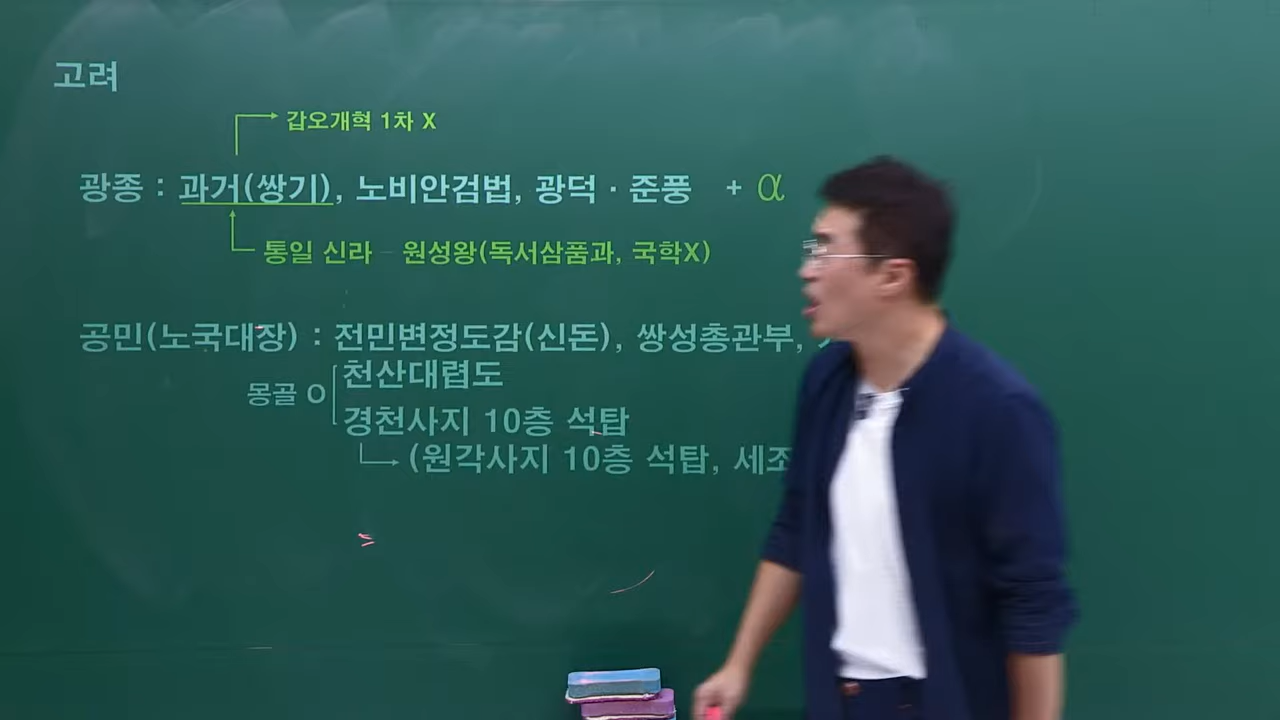 고려
갑오개혁 1차 X
광종 : 과거(쌍기), 노비안검법, 광덕 · 준풍 + α
통일 신라 - 원성왕(독서삼품과, 국학X)
공민(노국대장) : 전민변정도감(신돈), 쌍성총관부,
몽골 O
천산대렵도
경천사지 10층 석탑
(원각사지 10층 석탑, 세조